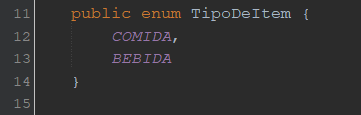 11 public enum TipoDeItem {
12 COMIDA,
13 BEBIDA
14 }
15